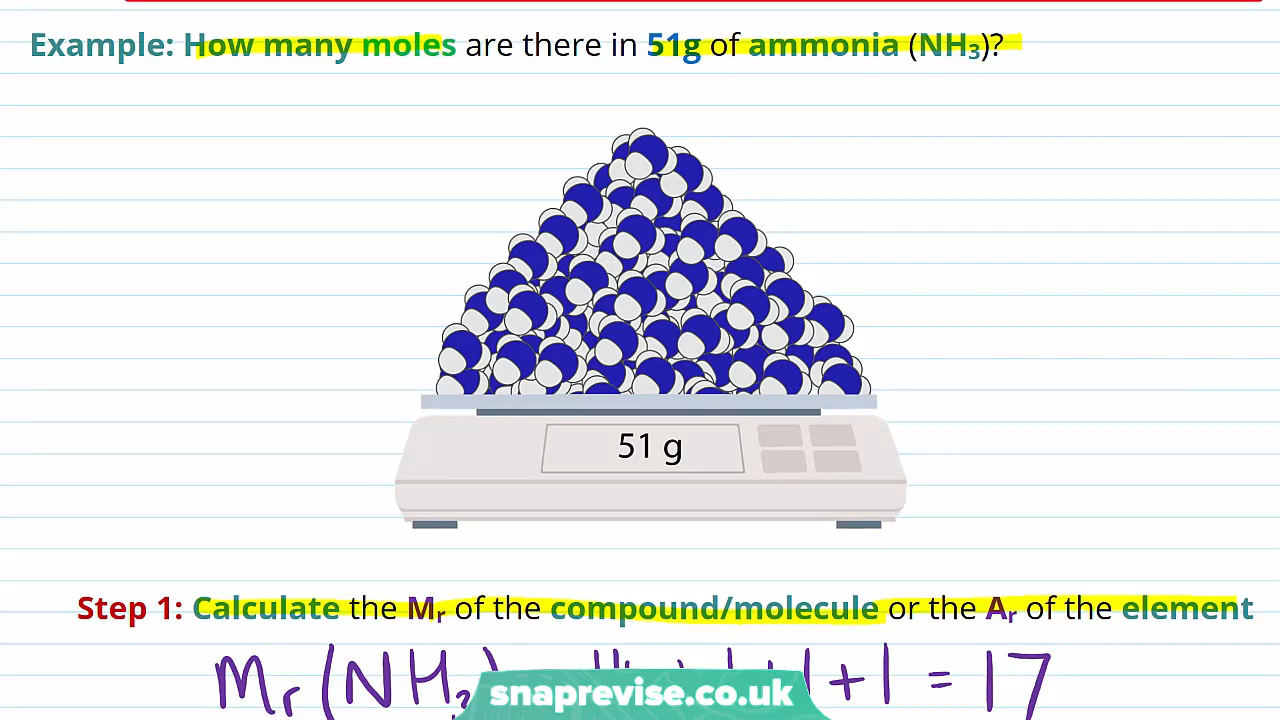 Example: How many moles are there in 51g of ammonia (NH₃)?
51 g
Step 1: Calculate the Mᵣ of the compound/molecule or the Aᵣ of the element
Mᵣ (NH₃) + 1 = 17
snaprevise.co.uk